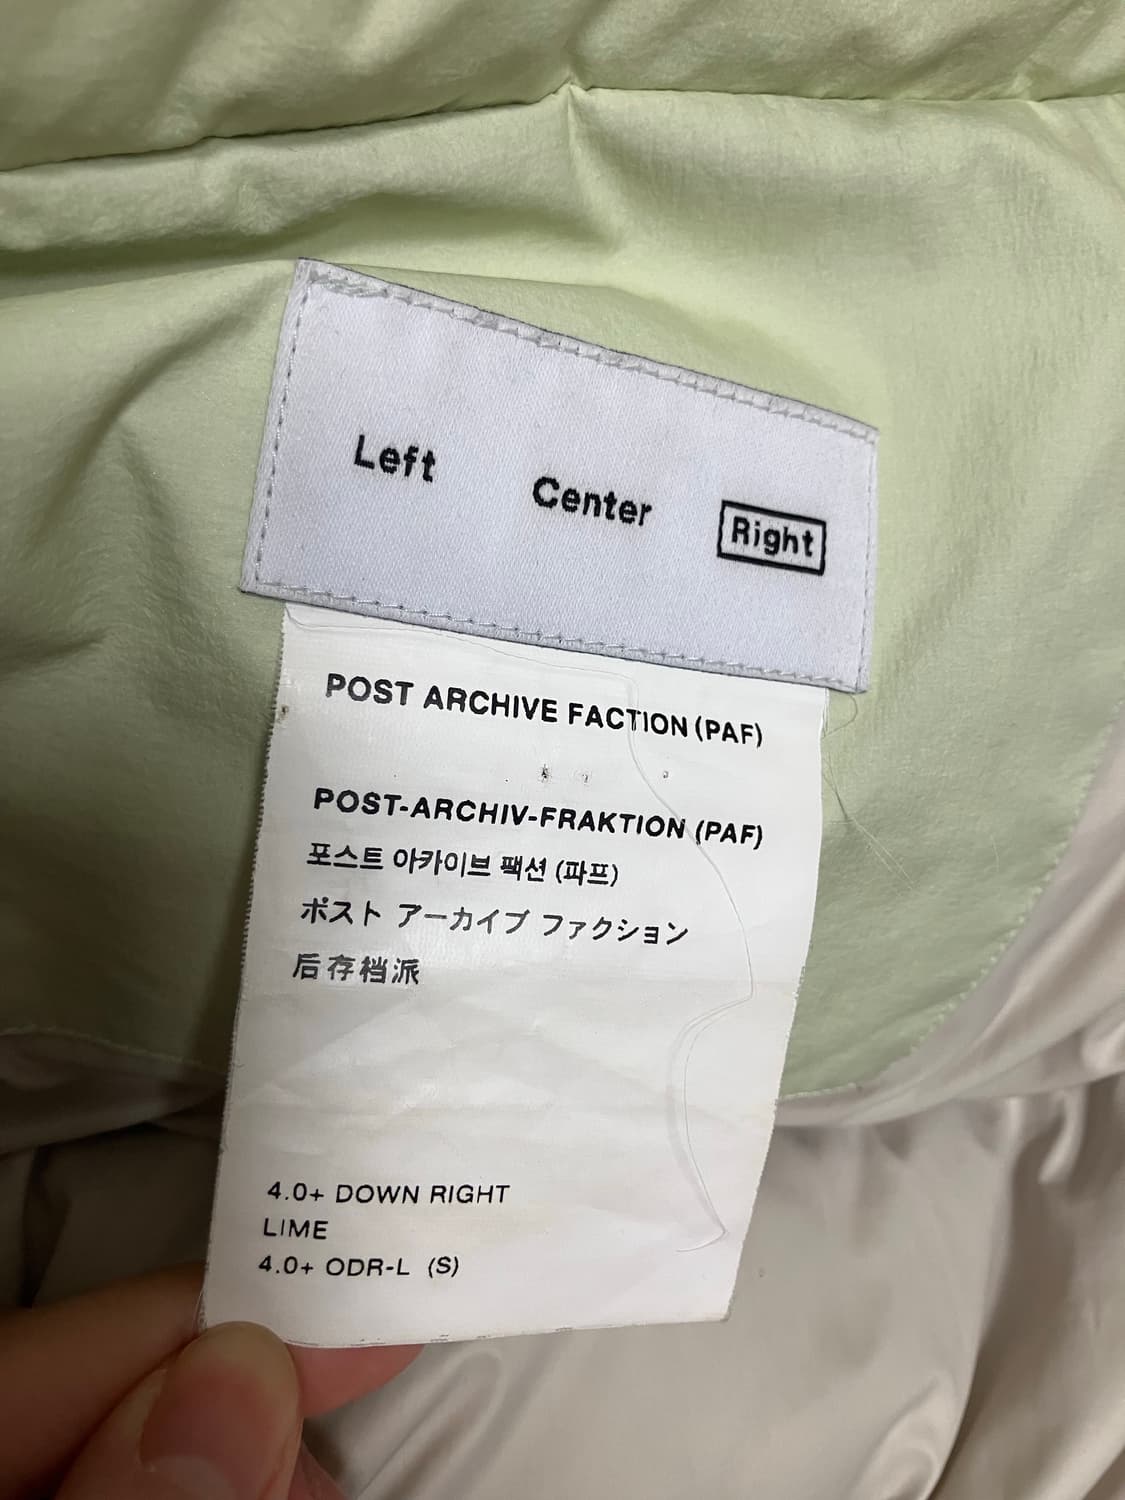 Left Center Right
POST ARCHIVE FACTION (PAF)
POST-ARCHIV-FRAKTION (PAF)
포스트 아카이브 팩션 (파프)
ポスト アーカイブ ファクション
后存档派
4.0+ DOWN RIGHT
LIME
4.0+ ODR-L (S)